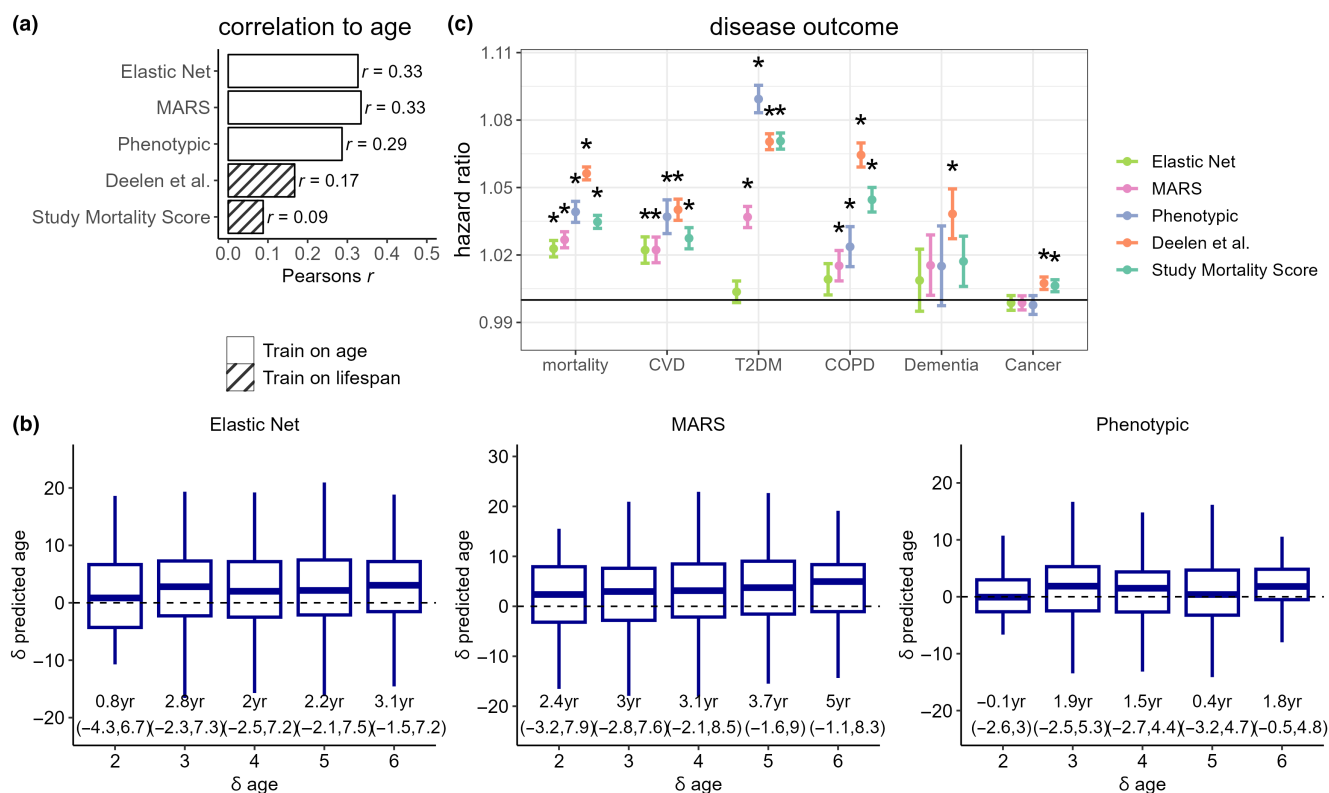 (a)
correlation to age
Elastic Net
r = 0.33
MARS
r = 0.33
Phenotypic
r = 0.29
Deelen et al.
r = 0.17
Study Mortality Score
r = 0.09
0.0 0.1 0.2 0.3 0.4 0.5
Pearsons r
Train on age
Train on lifespan
(c)
disease outcome
hazard ratio
1.11
1.08
1.05
1.02
0.99
* * * * *
** ** *
* * **
* * * *
*
**
mortality CVD T2DM COPD Dementia Cancer
Elastic Net
MARS
Phenotypic
Deelen et al.
Study Mortality Score
(b)
Elastic Net
δ predicted age
20
10
0
−10
−20
0.8yr 2.8yr 2yr 2.2yr 3.1yr
(−4.3,6.7) (−2.3,7.3) (−2.5,7.2) (−2.1,7.5) (−1.5,7.2)
2 3 4 5 6
δ age
MARS
δ predicted age
30
20
10
0
−10
−20
2.4yr 3yr 3.1yr 3.7yr 5yr
(−3.2,7.9) (−2.8,7.6) (−2.1,8.5) (−1.6,9) (−1.1,8.3)
2 3 4 5 6
δ age
Phenotypic
δ predicted age
20
10
0
−10
−20
−0.1yr 1.9yr 1.5yr 0.4yr 1.8yr
(−2.6,3) (−2.5,5.3) (−2.7,4.4) (−3.2,4.7) (−0.5,4.8)
2 3 4 5 6
δ age